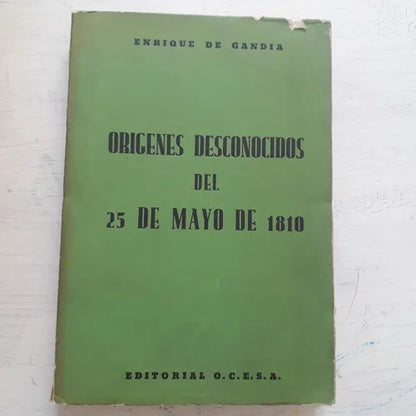 ENRIQUE DE GANDIA
ORIGENES DESCONOCIDOS
DEL
25 DE MAYO DE 1810
EDITORIAL O.C.E.S.A.